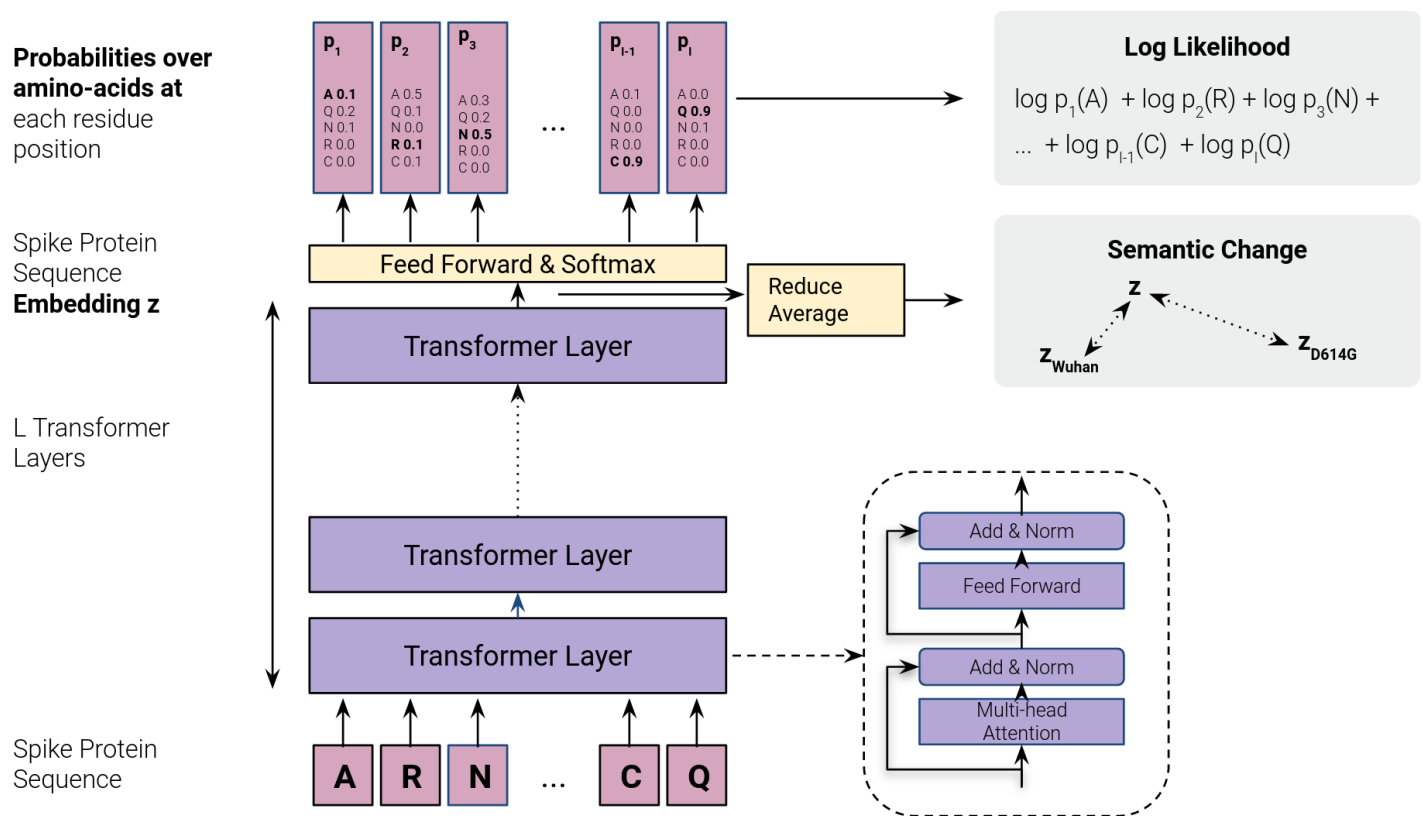 Probabilities over
amino-acids at
each residue
position
p1
A 0.1
Q 0.2
N 0.1
R 0.0
C 0.0
p2
A 0.5
Q 0.1
N 0.0
R 0.1
C 0.1
p3
A 0.3
Q 0.2
N 0.5
R 0.0
C 0.0
...
pl-1
A 0.1
Q 0.0
N 0.0
R 0.0
C 0.9
pl
A 0.0
Q 0.9
N 0.1
R 0.0
C 0.0
Log Likelihood
log p1(A) + log p2(R) + log p3(N) +
... + log pl-1(C) + log pl(Q)
Spike Protein
Sequence
Embedding z
Feed Forward & Softmax
Reduce
Average
Semantic Change
z
zWuhan
zD614G
L Transformer
Layers
Transformer Layer
Transformer Layer
Transformer Layer
Add & Norm
Feed Forward
Add & Norm
Multi-head
Attention
Spike Protein
Sequence
A R N ... C Q